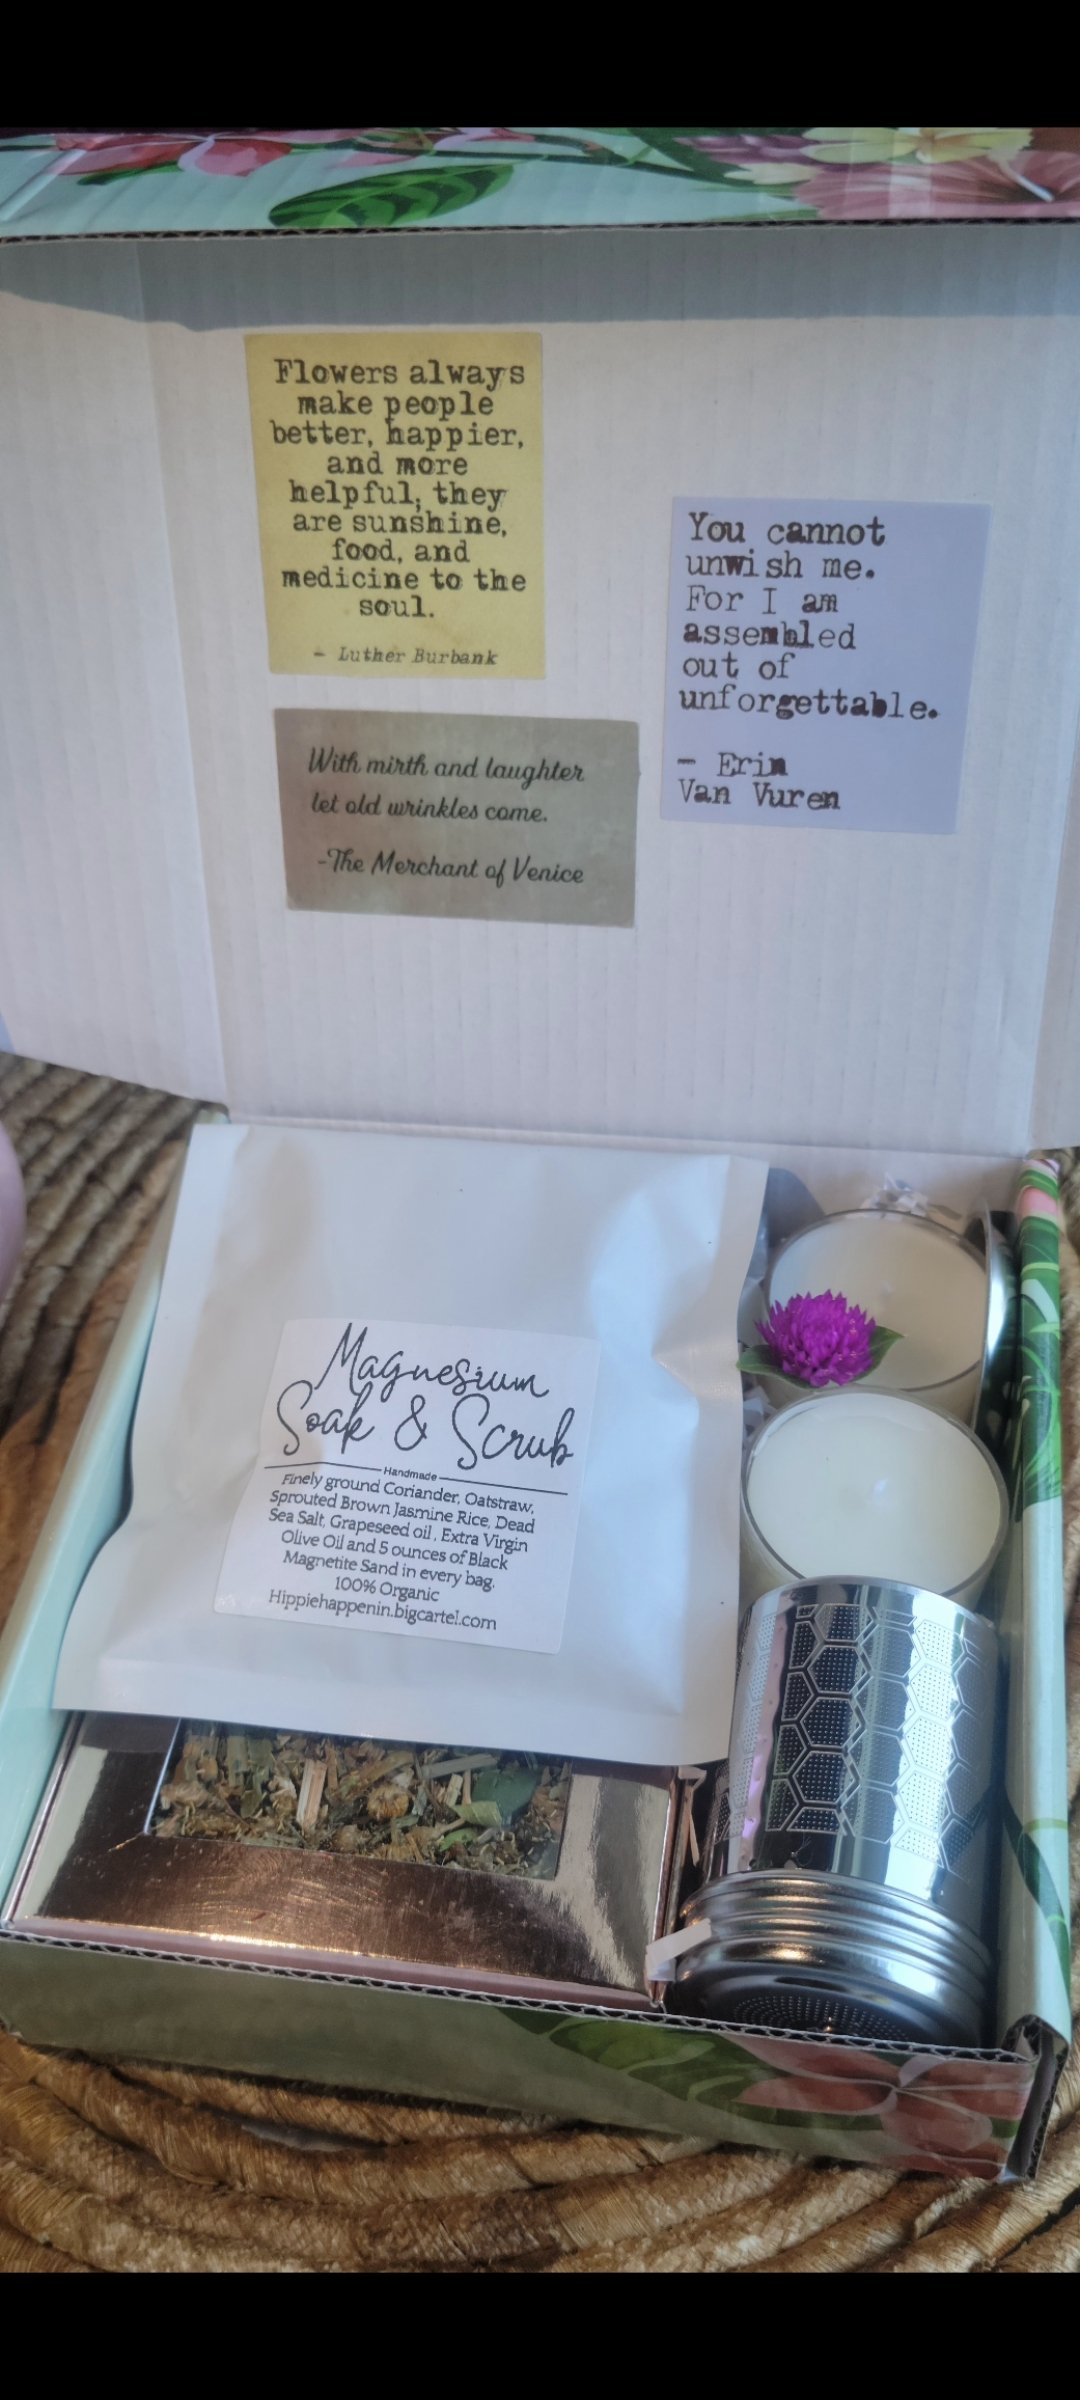 Flowers always
make people
better, happier,
and more
helpful; they
are sunshine,
food, and
medicine to the
soul.
- Luther Burbank
You cannot
unwish me.
For I am
assembled
out of
unforgettable.
- Erin
Van Vuren
With mirth and laughter
let old wrinkles come.
-The Merchant of Venice
Magnesium
Soak & Scrub
Handmade
Finely ground Coriander, Oatstraw,
Sprouted Brown Jasmine Rice, Dead
Sea Salt, Grapeseed oil , Extra Virgin
Olive Oil and 5 ounces of Black
Magnetite Sand in every bag.
100% Organic
Hippiehappenin.bigcartel.com